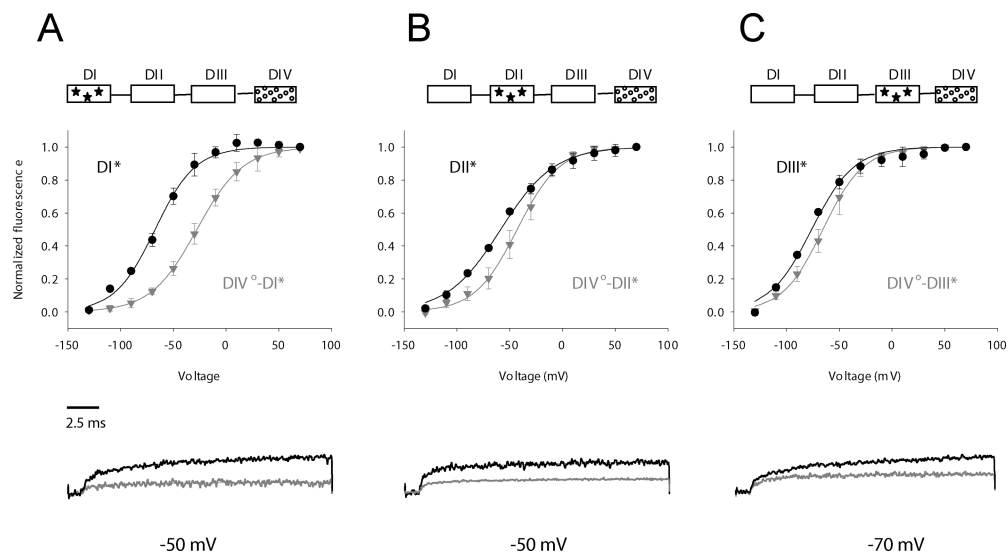 A
B
C
DI DII DIII DIV
DI DII DIII DIV
DI DII DIII DIV
Normalized fluorescenc e
1.0
0.8
0.6
0.4
0.2
0.0
DI*
DIV°-DI*
-150 -100 -50 0 50 100
Voltage
1.0
0.8
0.6
0.4
0.2
0.0
DII*
DIV°-DII*
-150 -100 -50 0 50 100
Voltage (mV)
1.0
0.8
0.6
0.4
0.2
0.0
DIII*
DIV°-DIII*
-150 -100 -50 0 50 100
Voltage (mV)
2.5 ms
-50 mV
-50 mV
-70 mV